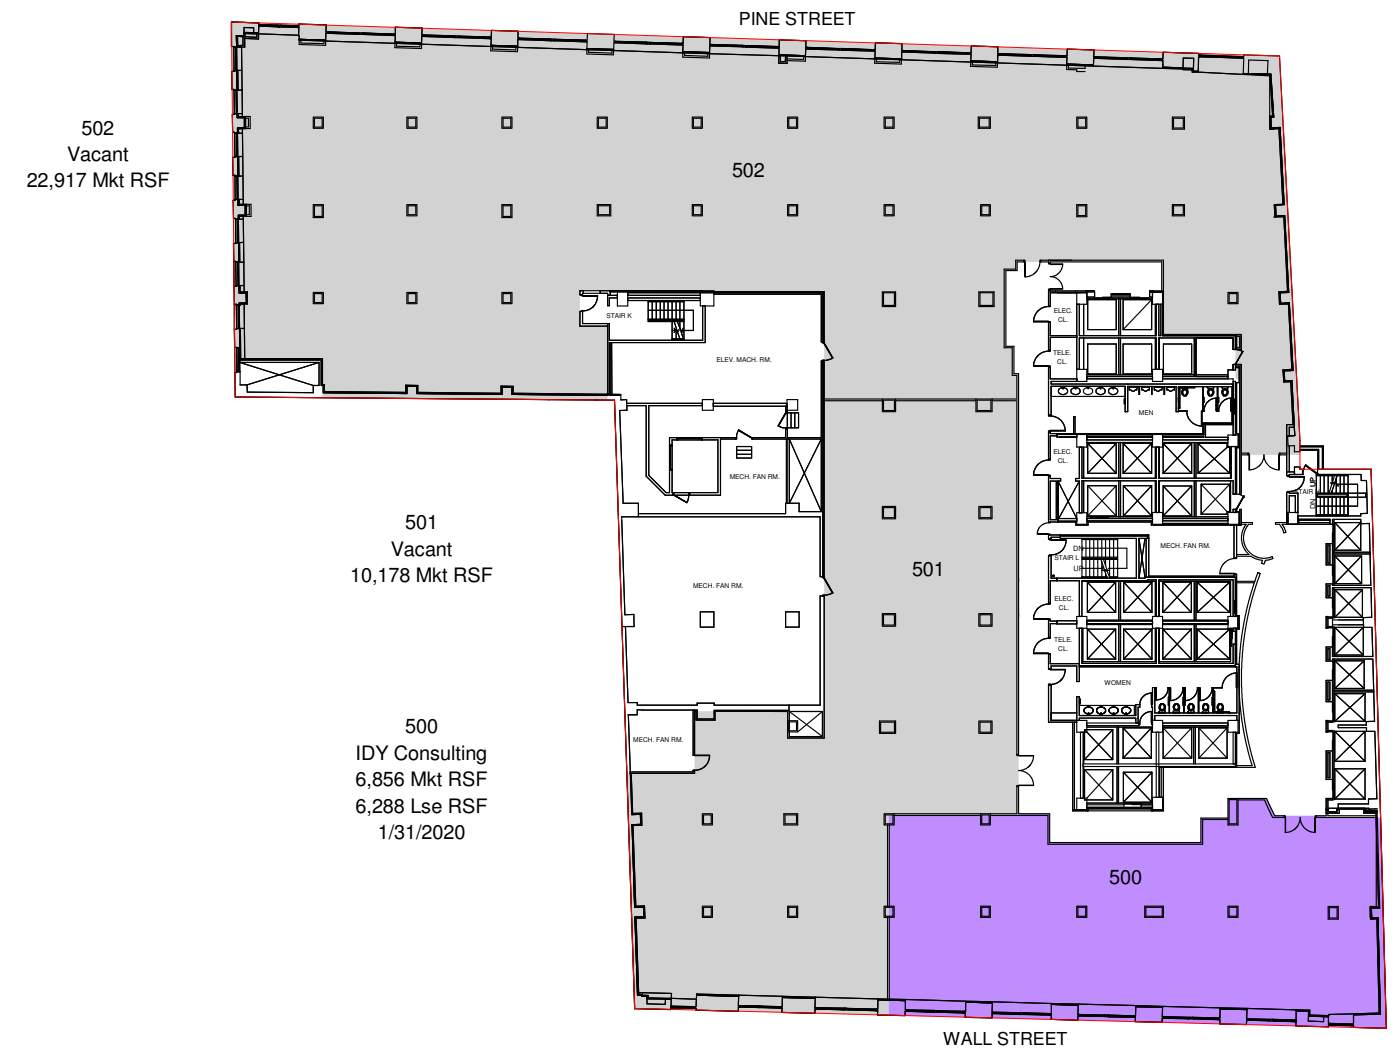 PINE STREET
502
Vacant
22,917 Mkt RSF
502
STAIR K
ELEC.
CL.
ELEV. MACH. RM.
TELE.
CL.
MEN
ELEC.
CL.
MECH. FAN RM.
UP
DN
501
Vacant
10,178 Mkt RSF
501
DN
STAIR L
UP
MECH. FAN RM.
MECH. FAN RM.
ELEC.
CL.
TELE.
CL.
WOMEN
MECH. FAN RM.
500
IDY Consulting
6,856 Mkt RSF
6,288 Lse RSF
1/31/2020
500
WALL STREET